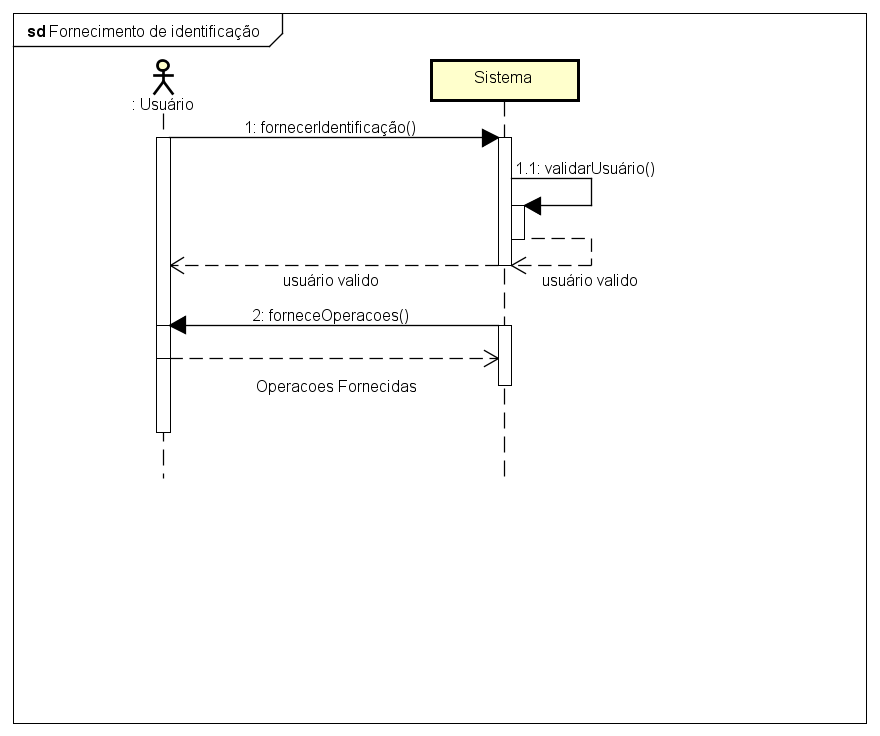 sd Fornecimento de identificação
: Usuário
Sistema
1: fornecerIdentificação()
1.1: validarUsuário()
usuário valido
usuário valido
2: forneceOperacoes()
Operacoes Fornecidas